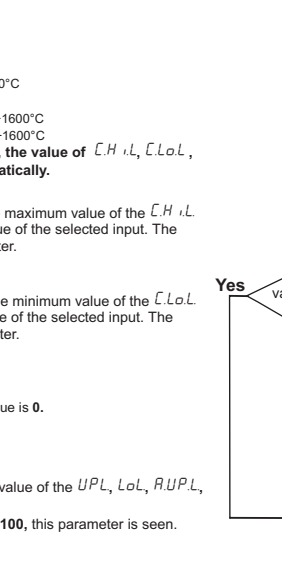 0°C
-1600°C
-1600°C
, the value of C.H i.L, C.Lo.L ,
atically.
maximum value of the C.H i.L.
ue of the selected input. The
ter.
e minimum value of the C.Lo.L.
e of the selected input. The
ter.
Yes
va
ue is 0.
value of the UPL, LoL, A.UP.L,
100, this parameter is seen.